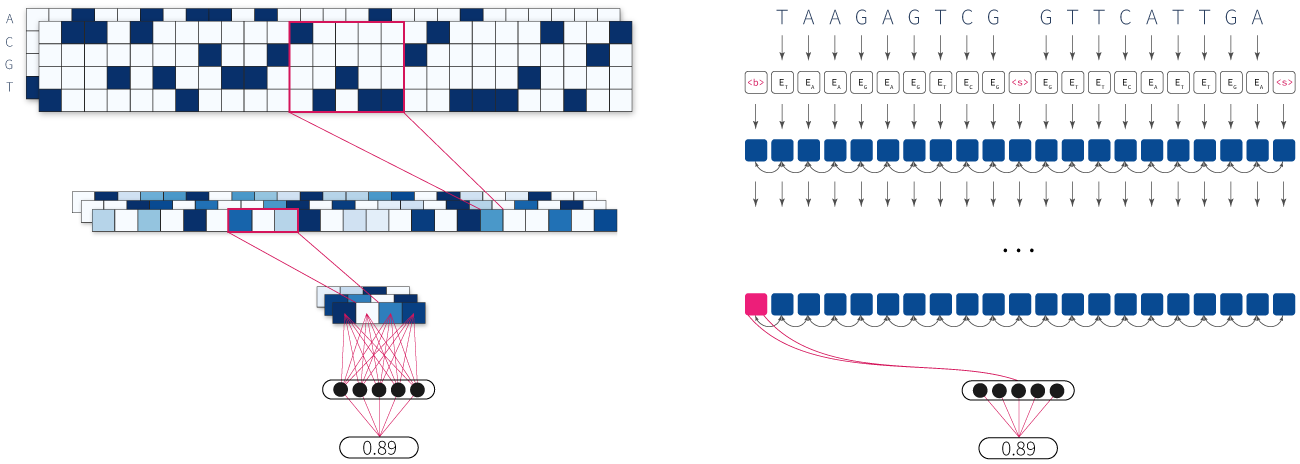 A
C
G
T
0.89
T A A G A G T C G G T T C A T T G A
<b> E_T E_A E_A E_G E_A E_G E_T E_C E_G <s> E_G E_T E_T E_C E_A E_T E_T E_G E_A <s>
...
0.89